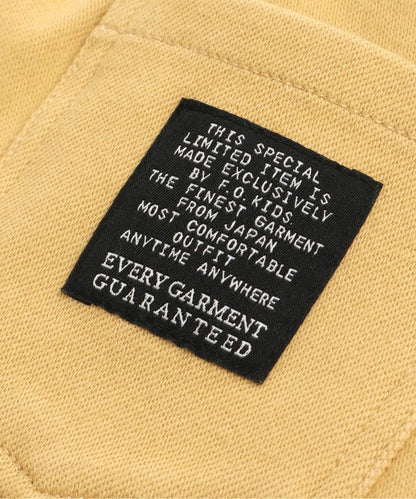 THIS SPECIAL
LIMITED ITEM IS
MADE EXCLUSIVELY
BY F.O.KIDS
THE FINEST GARMENT
FROM JAPAN
MOST COMFORTABLE
OUTFIT
ANYTIME ANYWHERE
EVERY GARMENT
GUARANTEED